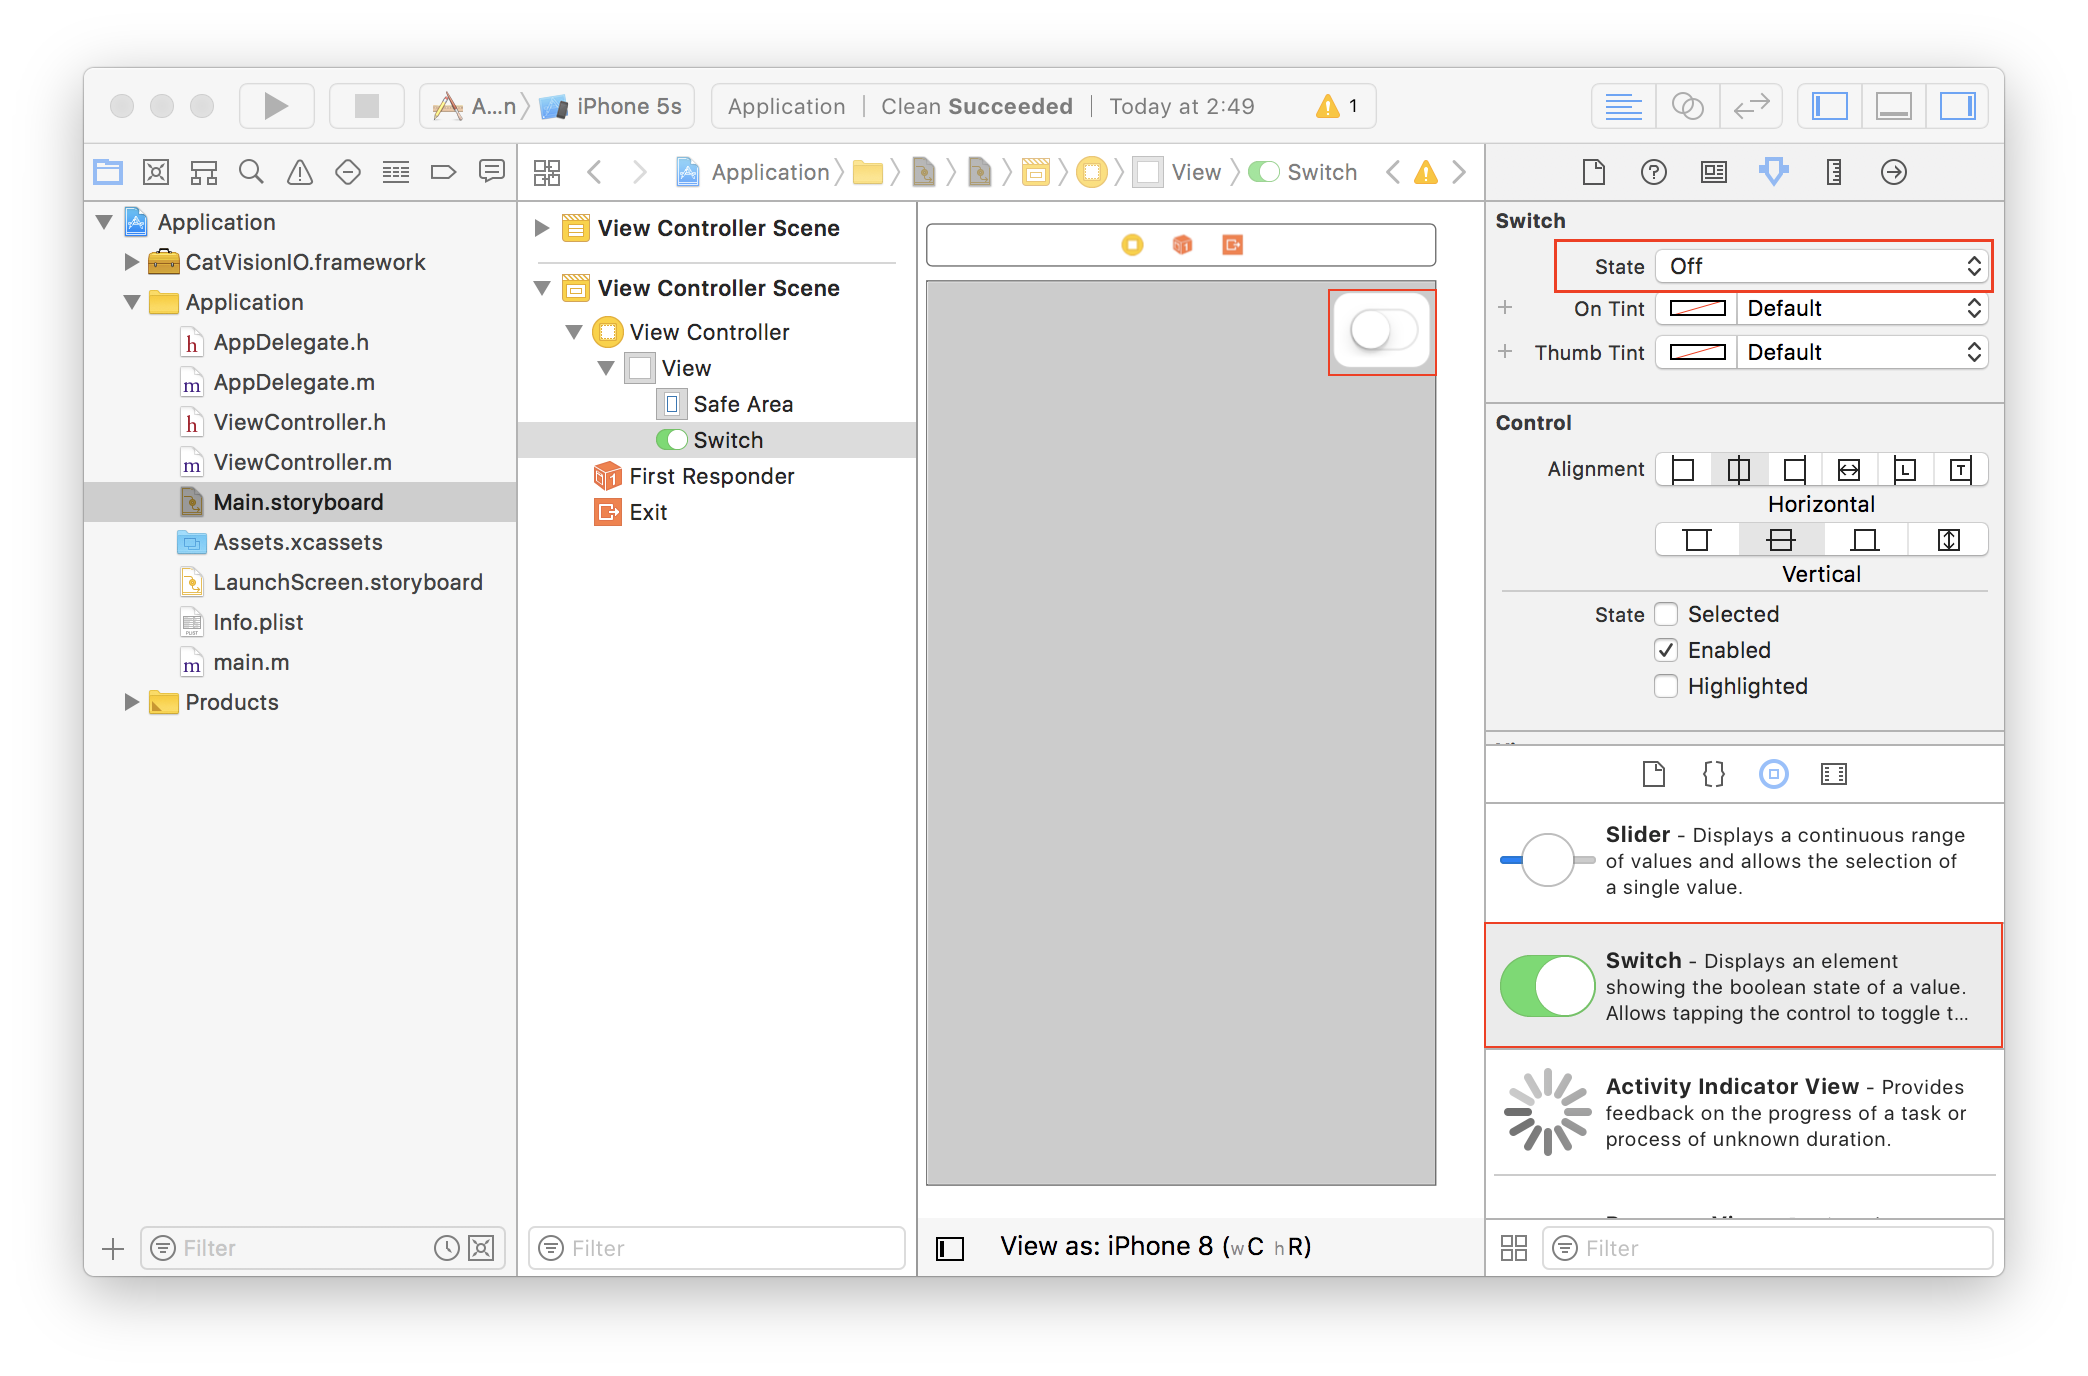 A...n
iPhone 5s
Application
Clean Succeeded
Today at 2:49
1
Application
View
Switch
Application
CatVisionIO.framework
Application
AppDelegate.h
AppDelegate.m
ViewController.h
ViewController.m
Main.storyboard
Assets.xcassets
LaunchScreen.storyboard
Info.plist
main.m
Products
Filter
View Controller Scene
View Controller Scene
View Controller
View
Safe Area
Switch
First Responder
Exit
Filter
View as: iPhone 8 (wC hR)
Switch
State Off
On Tint Default
Thumb Tint Default
Control
Alignment
Horizontal
Vertical
State Selected
Enabled
Highlighted
Slider - Displays a continuous range
of values and allows the selection of
a single value.
Switch - Displays an element
showing the boolean state of a value.
Allows tapping the control to toggle t...
Activity Indicator View - Provides
feedback on the progress of a task or
process of unknown duration.
Filter